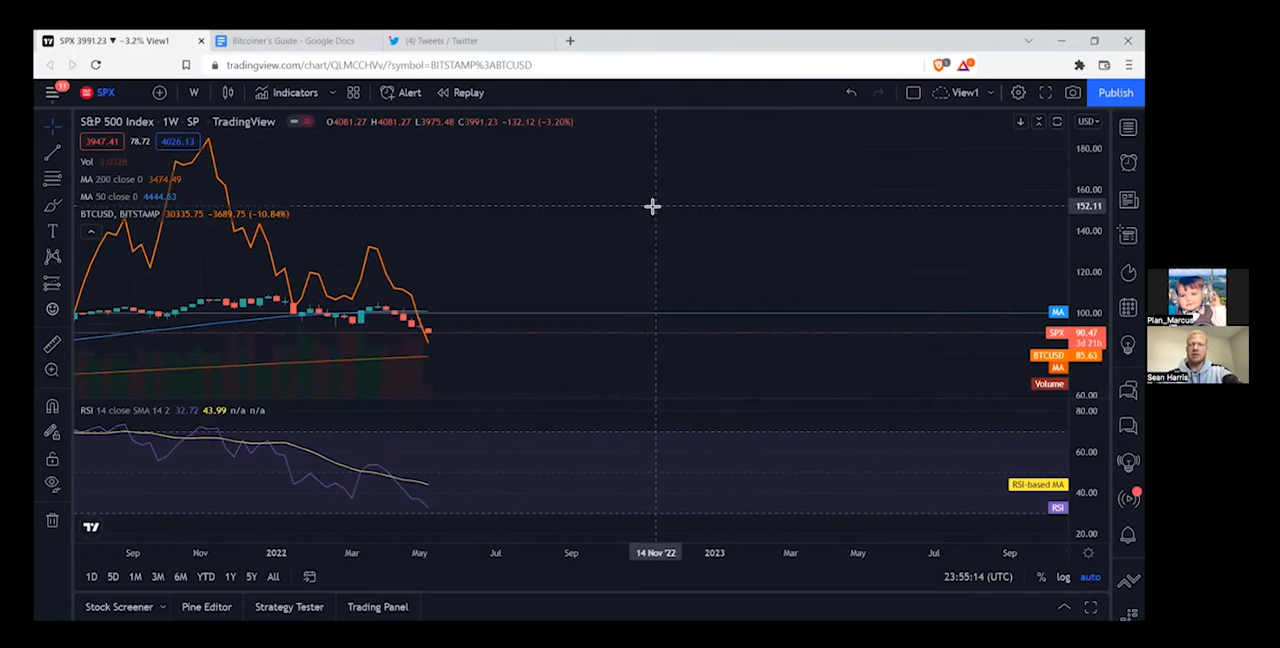 SPX 3991.23 ▼ −3.2% View1
Bitcoiner's Guide - Google Docs
(4) Tweets / Twitter
tradingview.com/chart/QLMCCHVv/?symbol=BITSTAMP%3ABTCUSD
11
SPX
W
Indicators
Alert
Replay
View1
Publish
S&P 500 Index · 1W · SP · TradingView
O4081.27 H4081.27 L3975.48 C3991.23 −132.12 (−3.20%)
USD
3947.41 78.72 4026.13
Vol 3.032B
MA 200 close 0 3474.49
MA 50 close 0 4444.63
BTCUSD, BITSTAMP 30335.75 −3689.75 (−10.84%)
180.00
160.00
152.11
140.00
120.00
100.00
MA
SPX 90.47
3d 21h
BTCUSD 85.63
MA
Volume
60.00
RSI 14 close SMA 14 2 32.72 43.99 n/a n/a
80.00
60.00
RSI-based MA
40.00
RSI
20.00
Sep Nov 2022 Mar May Jul Sep 14 Nov '22 2023 Mar May Jul Sep
1D 5D 1M 3M 6M YTD 1Y 5Y All
23:55:14 (UTC) % log auto
Stock Screener Pine Editor Strategy Tester Trading Panel
Plan_Marcus
Sean Harris